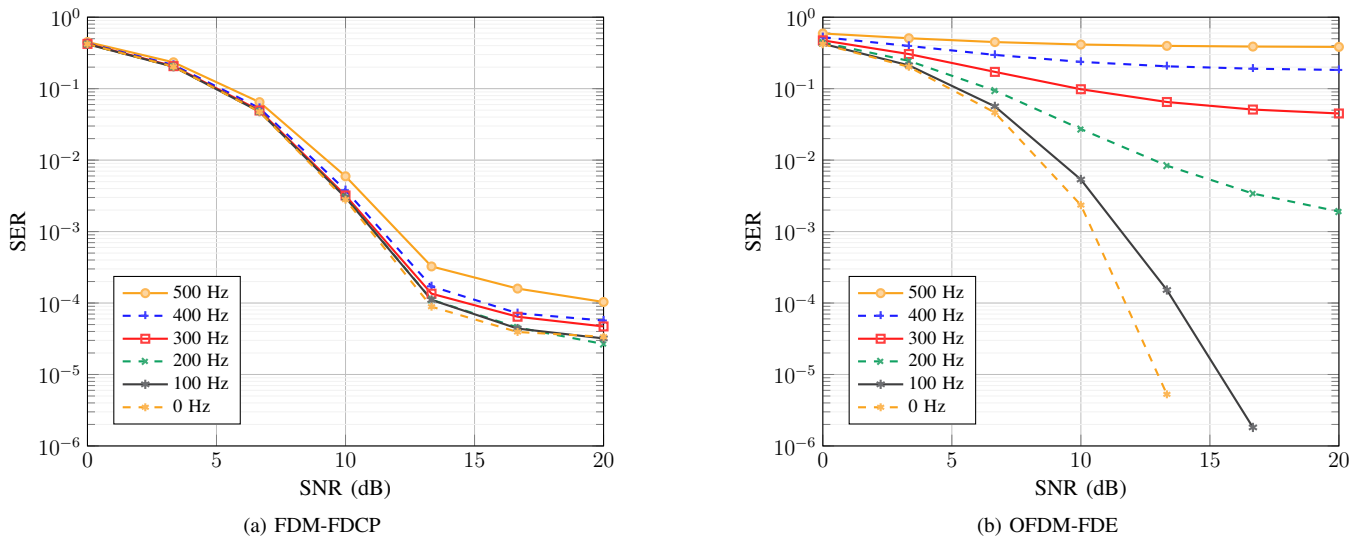 10^0
10^−1
10^−2
10^−3
10^−4
10^−5
10^−6
SER
500 Hz
400 Hz
300 Hz
200 Hz
100 Hz
0 Hz
0 5 10 15 20
SNR (dB)
(a) FDM-FDCP
10^0
10^−1
10^−2
10^−3
10^−4
10^−5
10^−6
SER
500 Hz
400 Hz
300 Hz
200 Hz
100 Hz
0 Hz
0 5 10 15 20
SNR (dB)
(b) OFDM-FDE